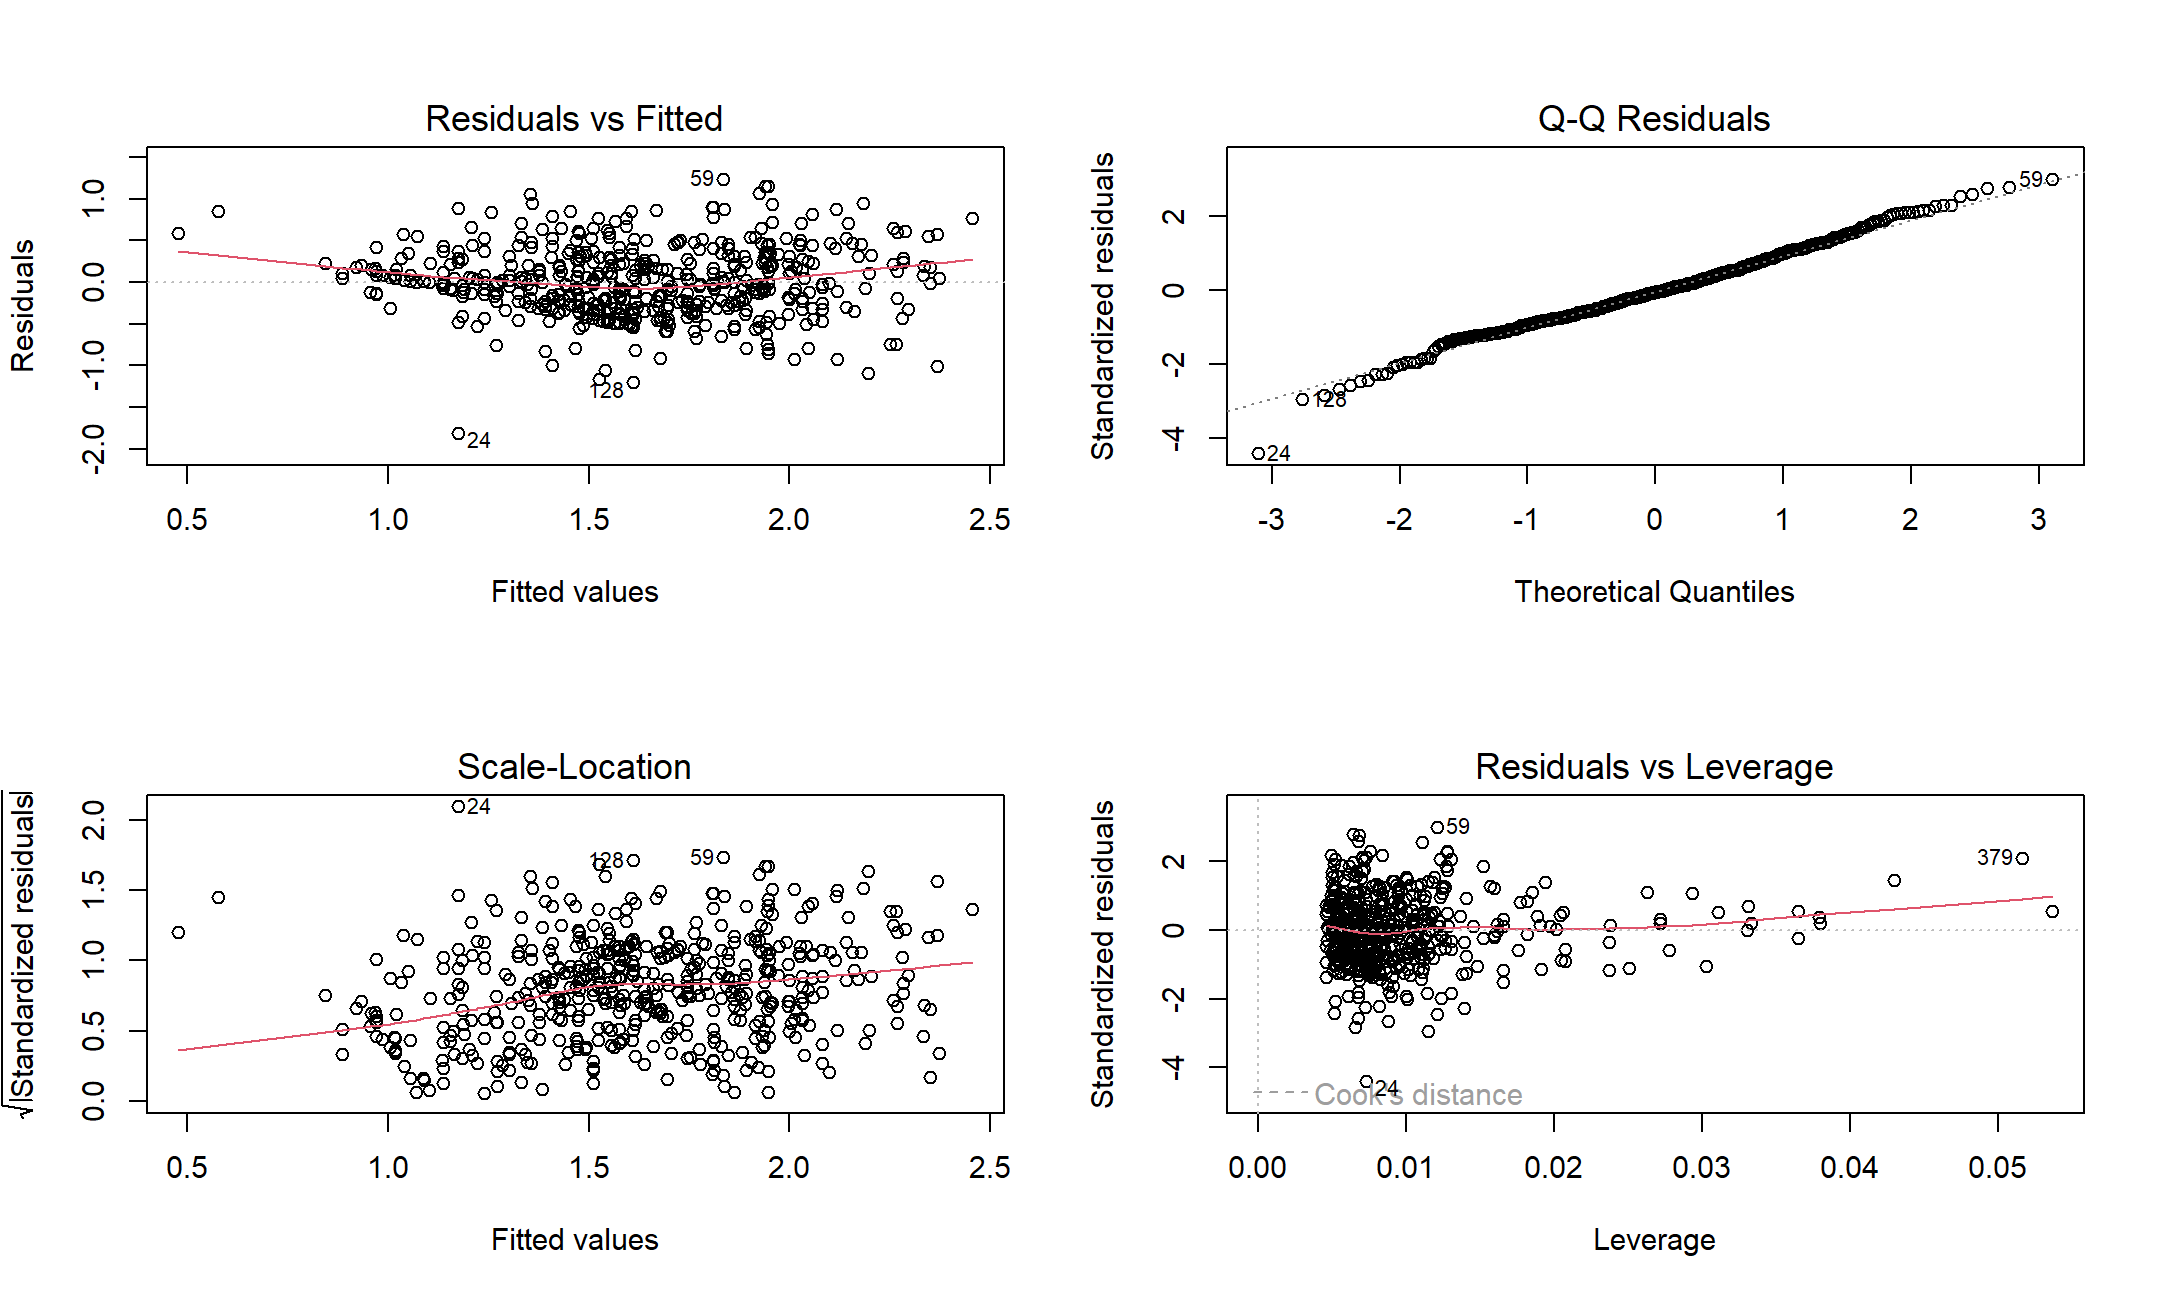 Residuals vs Fitted
Residuals
-2.0 -1.0 0.0 1.0
59
128
24
0.5 1.0 1.5 2.0 2.5
Fitted values
Q-Q Residuals
Standardized residuals
-4 -2 0 2
59
128
24
-3 -2 -1 0 1 2 3
Theoretical Quantiles
Scale-Location
√|Standardized residuals|
0.0 0.5 1.0 1.5 2.0
24
128
59
0.5 1.0 1.5 2.0 2.5
Fitted values
Residuals vs Leverage
Standardized residuals
-4 -2 0 2
59
379
24
Cook's distance
0.00 0.01 0.02 0.03 0.04 0.05
Leverage